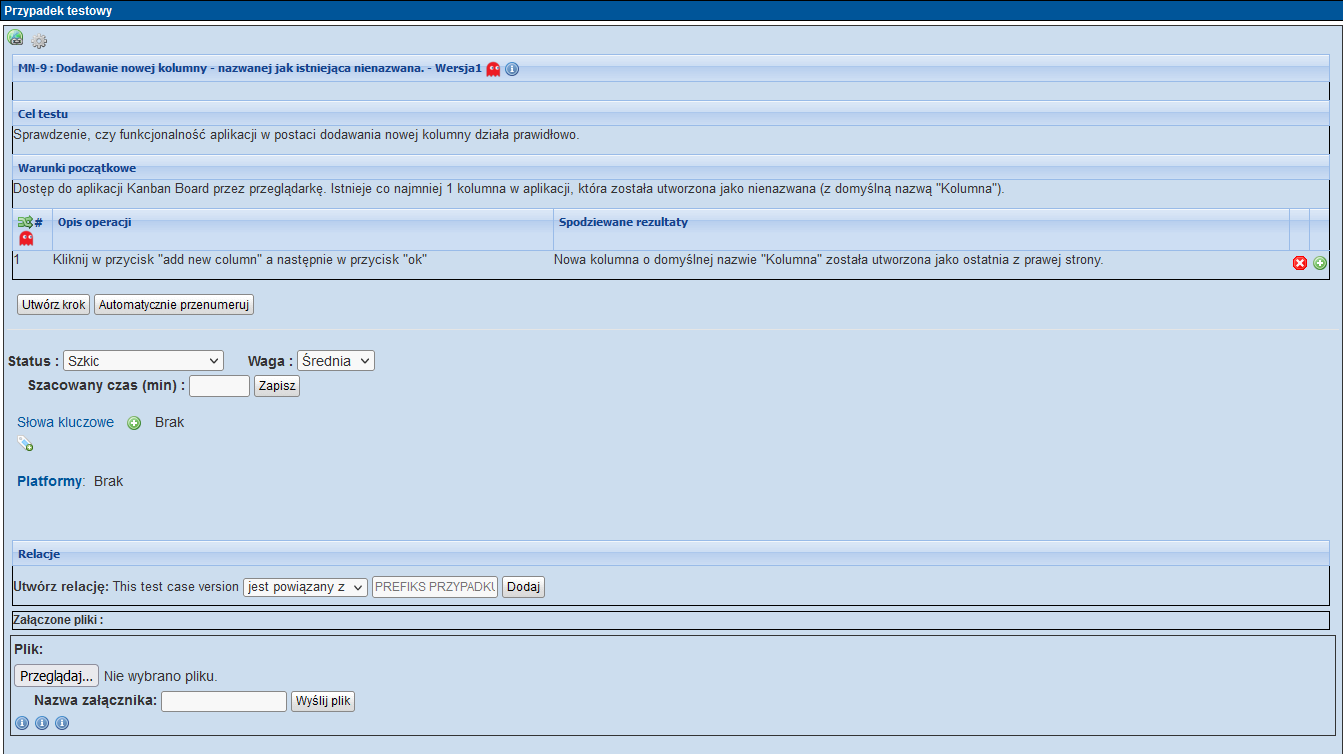 Przypadek testowy
MN-9 : Dodawanie nowej kolumny - nazwanej jak istniejąca nienazwana. - Wersja1
Cel testu
Sprawdzenie, czy funkcjonalność aplikacji w postaci dodawania nowej kolumny działa prawidłowo.
Warunki początkowe
Dostęp do aplikacji Kanban Board przez przeglądarkę. Istnieje co najmniej 1 kolumna w aplikacji, która została utworzona jako nienazwana (z domyślną nazwą "Kolumna").
# Opis operacji Spodziewane rezultaty
1 Kliknij w przycisk "add new column" a następnie w przycisk "ok" Nowa kolumna o domyślnej nazwie "Kolumna" została utworzona jako ostatnia z prawej strony.
Utwórz krok Automatycznie przenumeruj
Status : Szkic Waga : Średnia
Szacowany czas (min) : Zapisz
Słowa kluczowe Brak
Platformy: Brak
Relacje
Utwórz relację: This test case version jest powiązany z PREFIKS PRZYPADKU Dodaj
Załączone pliki :
Plik:
Przeglądaj... Nie wybrano pliku.
Nazwa załącznika: Wyślij plik